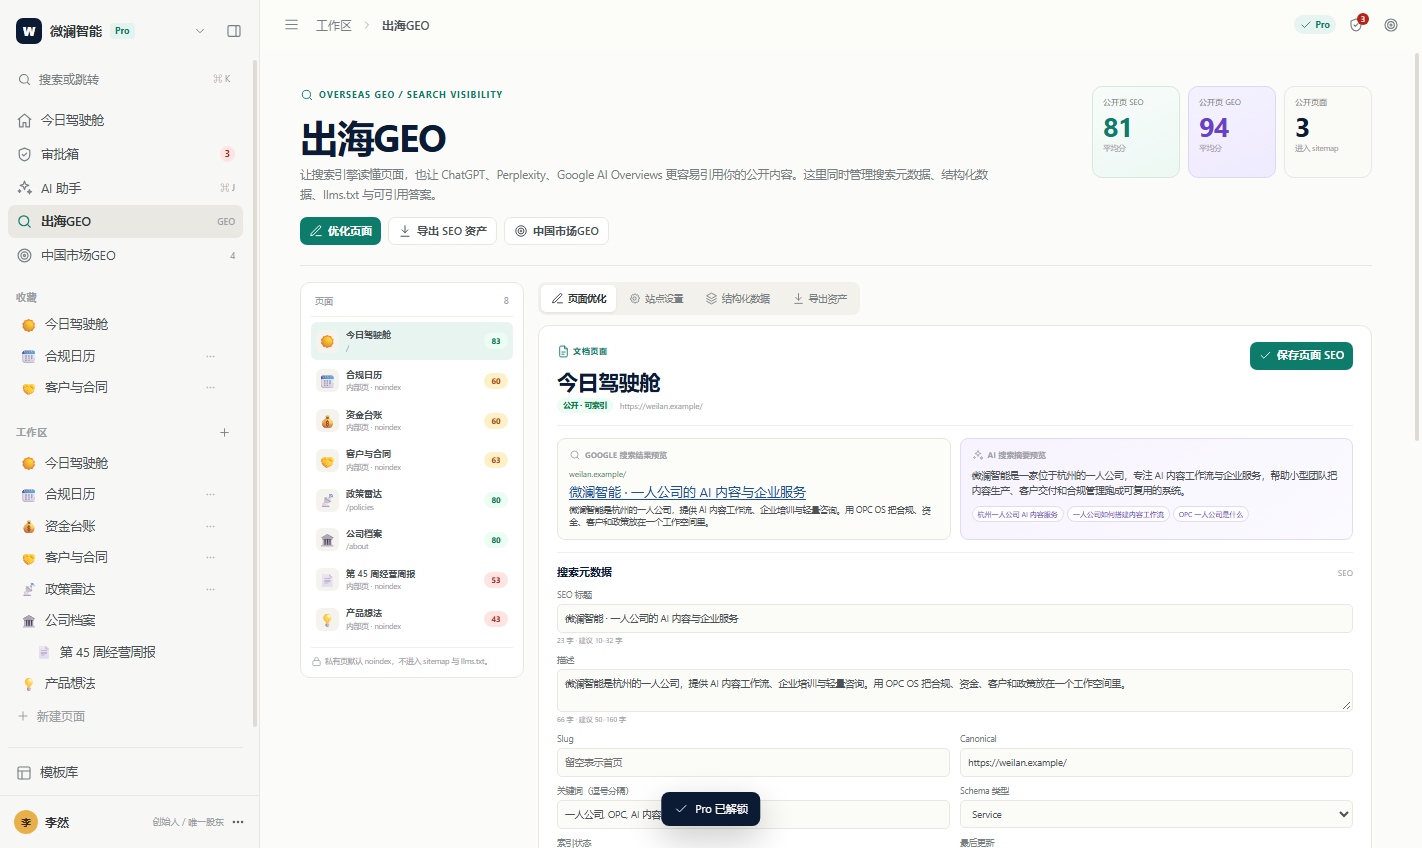 W 微澜智能 Pro
搜索或跳转 ⌘K
今日驾驶舱
审批箱 3
AI 助手 ⌘J
出海GEO GEO
中国市场GEO 4
收藏
今日驾驶舱
合规日历
客户与合同
工作区
今日驾驶舱
合规日历
资金台账
客户与合同
政策雷达
公司档案
第 45 周经营周报
产品想法
新建页面
模板库
李 李然 创始人 / 唯一股东
工作区 出海GEO
Pro 3
OVERSEAS GEO / SEARCH VISIBILITY
出海GEO
让搜索引擎读懂页面，也让 ChatGPT、Perplexity、Google AI Overviews 更容易引用你的公开内容。这里同时管理搜索元数据、结构化数
据、llms.txt 与可引用答案。
优化页面 导出 SEO 资产 中国市场GEO
公开页 SEO
81
平均分
公开页 GEO
94
平均分
公开页面
3
进入 sitemap
页面 8
今日驾驶舱
/
83
合规日历
内部页 · noindex
60
资金台账
内部页 · noindex
60
客户与合同
内部页 · noindex
63
政策雷达
/policies
80
公司档案
/about
80
第 45 周经营周报
内部页 · noindex
53
产品想法
内部页 · noindex
43
私有页默认 noindex，不进入 sitemap 与 llms.txt。
页面优化 站点设置 结构化数据 导出资产
文档页面
今日驾驶舱
公开 · 可索引 https://weilan.example/
保存页面 SEO
GOOGLE 搜索结果预览
weilan.example/
微澜智能 · 一人公司的 AI 内容与企业服务
微澜智能是杭州的一人公司，提供 AI 内容工作流、企业培训与轻量咨询。用 OPC OS 把合规、资
金、客户和政策放在一个工作空间里。
AI 搜索摘要预览
微澜智能是一家位于杭州的一人公司，专注 AI 内容工作流与企业服务，帮助小型团队把
内容生产、客户交付和合规管理跑成可复用的系统。
杭州一人公司 AI 内容服务 一人公司如何搭建内容工作流 OPC 一人公司是什么
搜索元数据 SEO
SEO 标题
微澜智能 · 一人公司的 AI 内容与企业服务
23 字 · 建议 10-32 字
描述
微澜智能是杭州的一人公司，提供 AI 内容工作流、企业培训与轻量咨询。用 OPC OS 把合规、资金、客户和政策放在一个工作空间里。
66 字 · 建议 50-160 字
Slug
留空表示首页
Canonical
https://weilan.example/
关键词（逗号分隔）
一人公司, OPC, AI 内容
Schema 类型
Service
索引状态
最后更新
Pro 已解锁